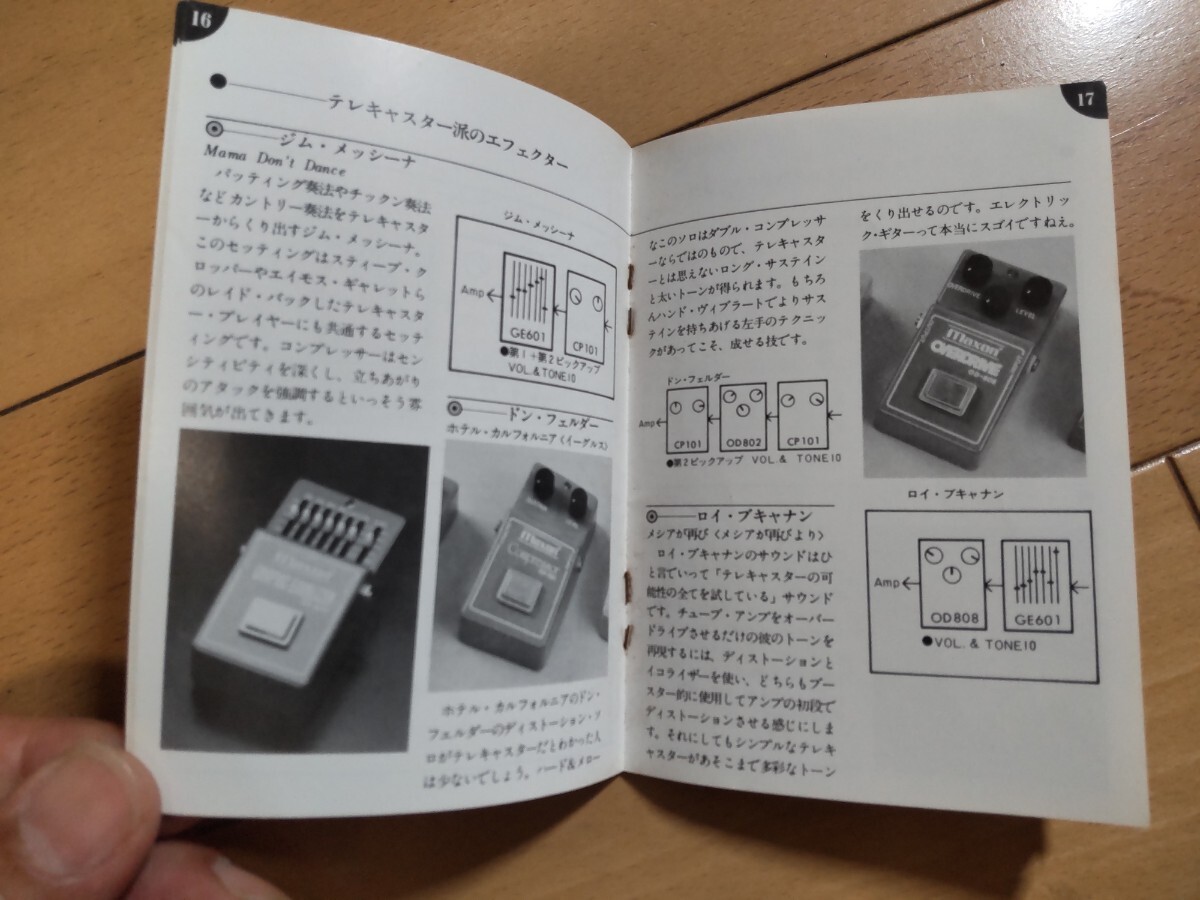 16
テレキャスター派のエフェクター
ジム・メッシーナ
Mama Don't Dance
パッティング奏法やチックン奏法
などカントリー奏法をテレキャスタ
ーからくり出すジム・メッシーナ。
このセッティングはスティーブ・ク
ロッパーやエイモス・ギャレットら
のレイド・バックしたテレキャスタ
ー・プレイヤーにも共通するセッテ
ィングです。コンプレッサーはセン
シティビティを深くし、立ちあがり
のアタックを強調するといっそう雰
囲気が出てきます。
ジム・メッシーナ
Amp
GE601
CP101
●第1+第2ピックアップ
VOL.&TONE10
ドン・フェルダー
ホテル・カルフォルニア〈イーグルス〉
maxon
Compressor
ホテル・カルフォルニアのドン・
フェルダーのディストーション・ソ
ロがテレキャスターだとわかった人
は少ないでしょう。ハード&メロー
17
なこのソロはダブル・コンプレッサ
ーならではのもので、テレキャスタ
ーとは思えないロング・サステイン
と太いトーンが得られます。もちろ
んハンド・ヴィブラートでよりサス
テインを持ちあげる左手のテクニッ
クがあってこそ、成せる技です。
ドン・フェルダー
Amp
CP101
OD802
CP101
●第2ピックアップ VOL.& TONE10
ロイ・ブキャナン
メシアが再び〈メシアが再びより〉
ロイ・ブキャナンのサウンドはひ
と言でいって「テレキャスターの可
能性の全てを試している」サウンド
です。チューブ・アンプをオーバー
ドライブさせるだけの彼のトーンを
再現するには、ディストーションと
イコライザーを使い、どちらもブー
スター的に使用してアンプの初段で
ディストーションさせる感じにしま
す。それにしてもシンプルなテレキ
ャスターがあそこまで多彩なトーン
をくり出せるのです。エレクトリッ
ク・ギターって本当にスゴイですねえ。
OVERDRIVE
LEVEL
maxon
OVERDRIVE
ロイ・ブキャナン
Amp
OD808
GE601
●VOL.& TONE10